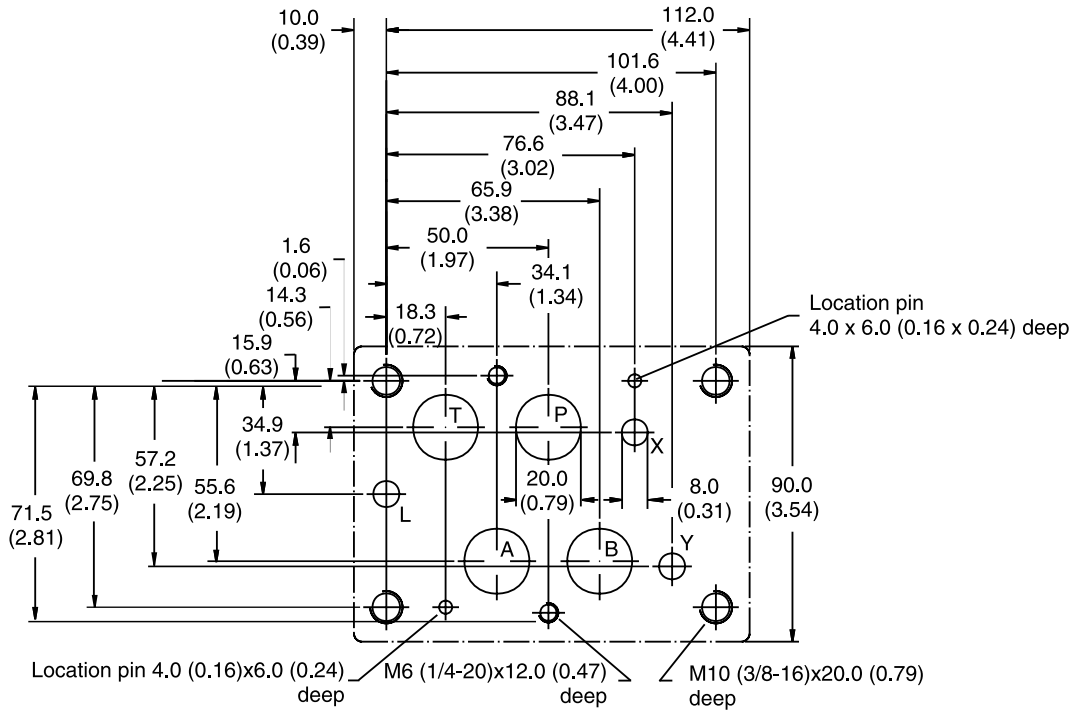 10.0
(0.39)
112.0
(4.41)
101.6
(4.00)
88.1
(3.47)
76.6
(3.02)
65.9
(3.38)
50.0
(1.97)
1.6
(0.06)
34.1
(1.34)
14.3
(0.56)
18.3
(0.72)
Location pin
4.0 x 6.0 (0.16 x 0.24) deep
15.9
(0.63)
T
P
X
34.9
(1.37)
57.2
(2.25)
69.8
(2.75)
55.6
(2.19)
71.5
(2.81)
20.0
(0.79)
8.0
(0.31)
90.0
(3.54)
L
A
B
Y
Location pin 4.0 (0.16)x6.0 (0.24)
deep
M6 (1/4-20)x12.0 (0.47)
deep
M10 (3/8-16)x20.0 (0.79)
deep